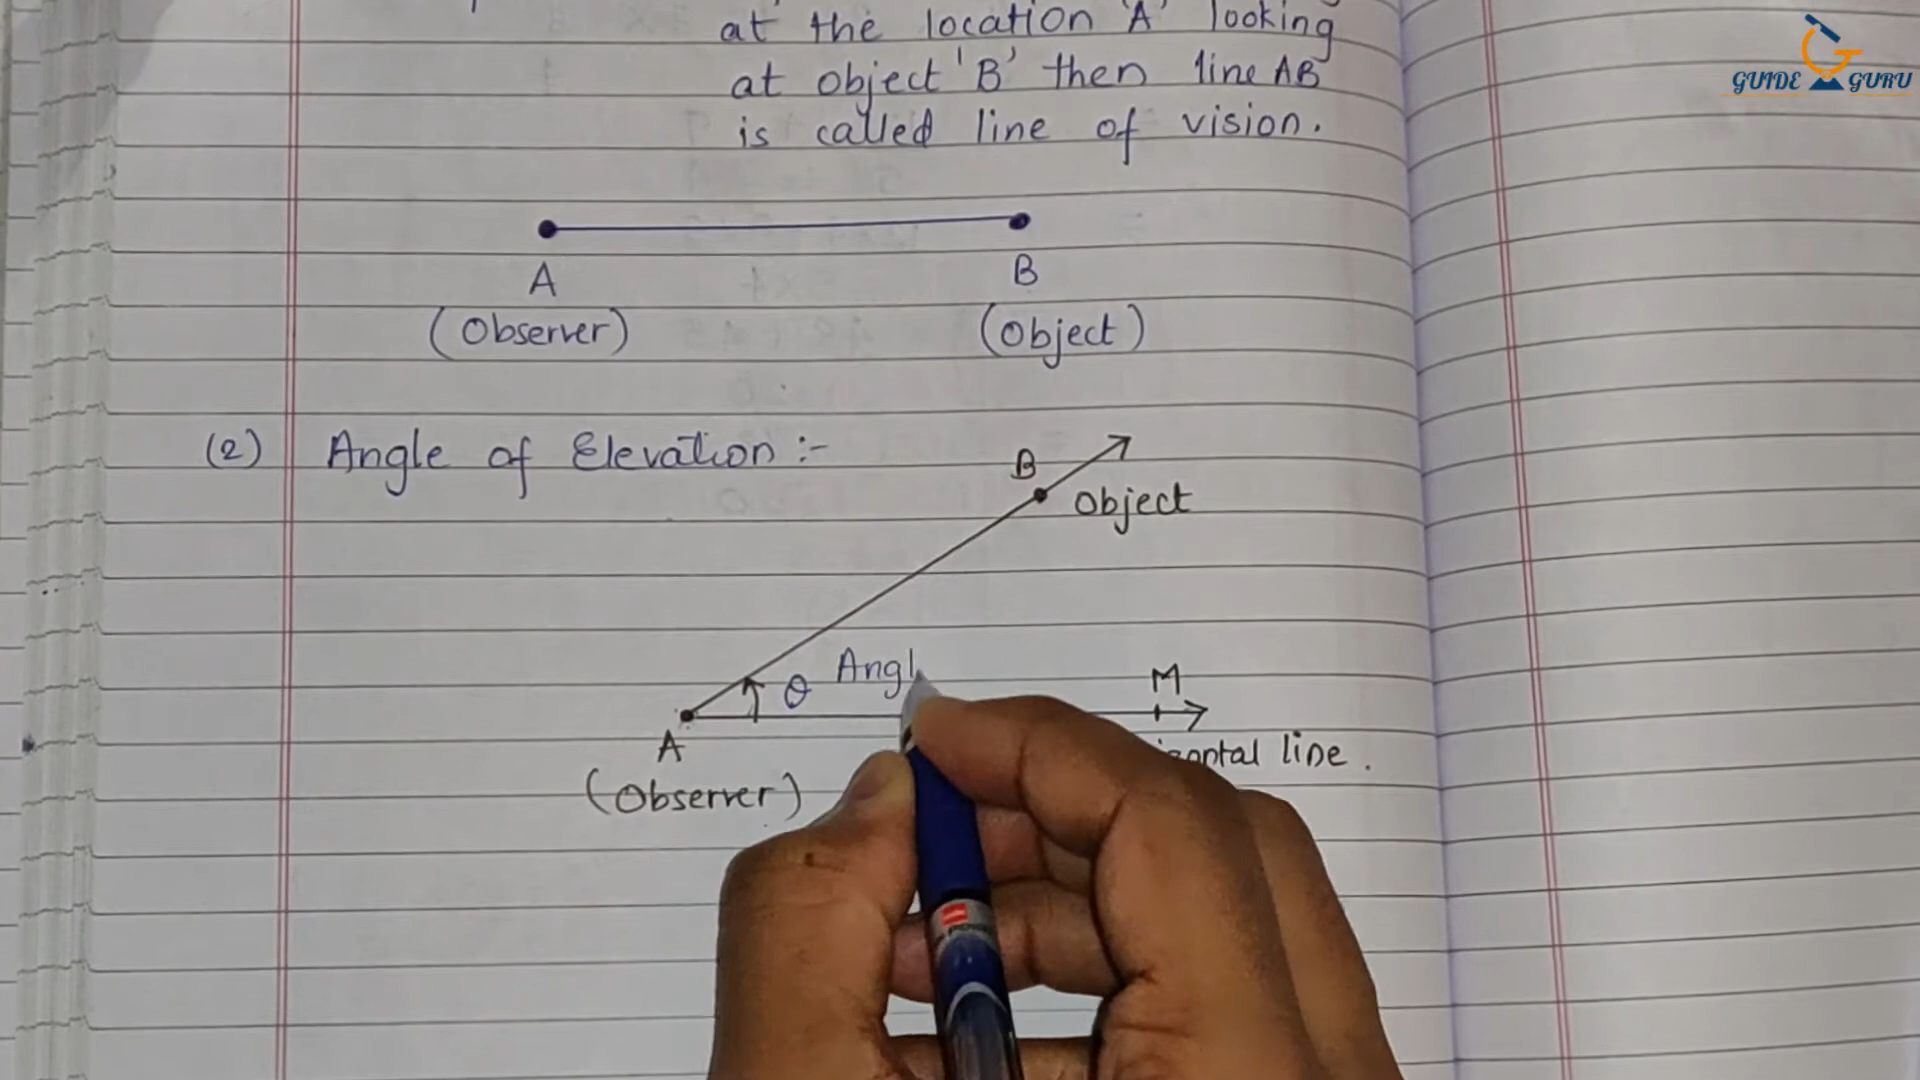 at the location 'A' looking
at object 'B' then line AB
is called line of vision.
GUIDE GURU
A
B
(Observer)
(Object)
(2) Angle of Elevation :-
B
Object
θ Angl
M
A
line.
(Observer)